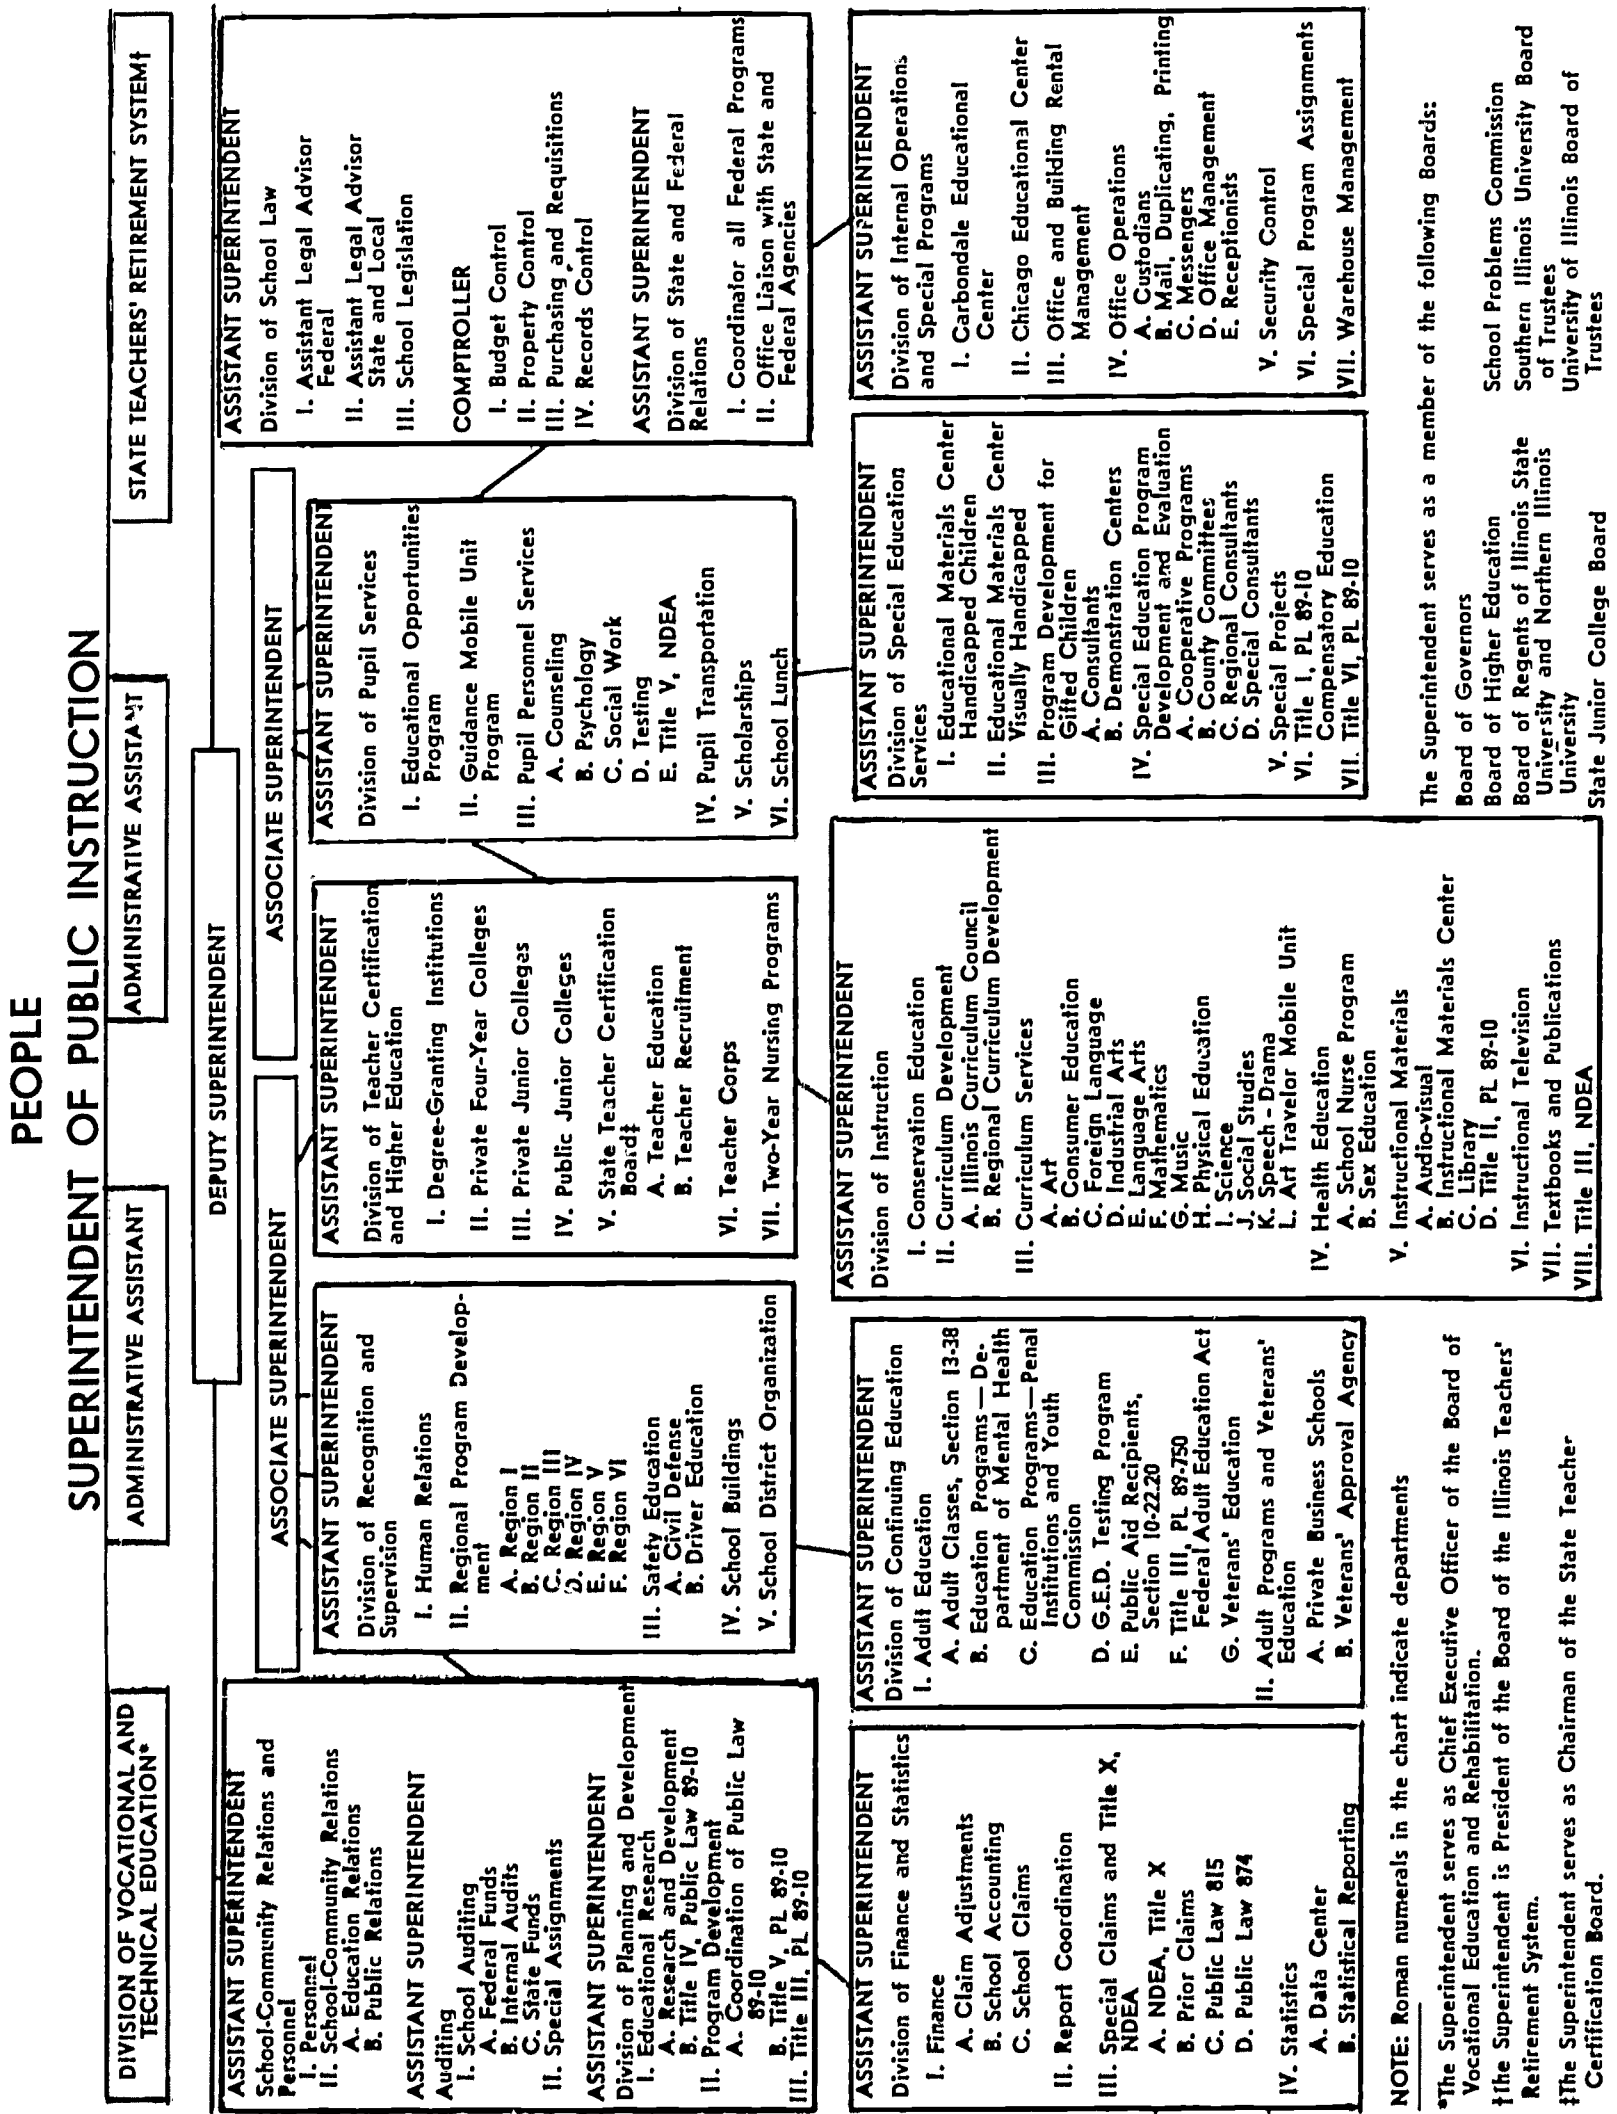 PEOPLE
SUPERINTENDENT OF PUBLIC INSTRUCTION
DIVISION OF VOCATIONAL AND
TECHNICAL EDUCATION*
ADMINISTRATIVE ASSISTANT
ADMINISTRATIVE ASSISTANT
STATE TEACHERS' RETIREMENT SYSTEM†
DEPUTY SUPERINTENDENT
ASSOCIATE SUPERINTENDENT
ASSOCIATE SUPERINTENDENT
ASSISTANT SUPERINTENDENT
School-Community Relations and
Personnel
I. Personnel
II. School-Community Relations
A. Education Relations
B. Public Relations
ASSISTANT SUPERINTENDENT
Auditing
I. School Auditing
A. Federal Funds
B. Internal Audits
C. State Funds
II. Special Assignments
ASSISTANT SUPERINTENDENT
Division of Planning and Development
I. Educational Research
A. Research and Development
B. Title IV, Public Law 89-10
II. Program Development
A. Coordination of Public Law
89-10
B. Title V, PL 89-10
III. Title III, PL 89-10
ASSISTANT SUPERINTENDENT
Division of Recognition and
Supervision
I. Human Relations
II. Regional Program Develop-
ment
A. Region I
B. Region II
C. Region III
D. Region IV
E. Region V
F. Region VI
III. Safety Education
A. Civil Defense
B. Driver Education
IV. School Buildings
V. School District Organization
ASSISTANT SUPERINTENDENT
Division of Teacher Certification
and Higher Education
I. Degree-Granting Institutions
II. Private Four-Year Colleges
III. Private Junior Colleges
IV. Public Junior Colleges
V. State Teacher Certification
Board‡
A. Teacher Education
B. Teacher Recruitment
VI. Teacher Corps
VII. Two-Year Nursing Programs
ASSISTANT SUPERINTENDENT
Division of Pupil Services
I. Educational Opportunities
Program
II. Guidance Mobile Unit
Program
III. Pupil Personnel Services
A. Counseling
B. Psychology
C. Social Work
D. Testing
E. Title V, NDEA
IV. Pupil Transportation
V. Scholarships
VI. School Lunch
ASSISTANT SUPERINTENDENT
Division of School Law
I. Assistant Legal Advisor
Federal
II. Assistant Legal Advisor
State and Local
III. School Legislation
COMPTROLLER
I. Budget Control
II. Property Control
III. Purchasing and Requisitions
IV. Records Control
ASSISTANT SUPERINTENDENT
Division of State and Federal
Relations
I. Coordinator all Federal Programs
II. Office Liaison with State and
Federal Agencies
ASSISTANT SUPERINTENDENT
Division of Finance and Statistics
I. Finance
A. Claim Adjustments
B. School Accounting
C. School Claims
II. Report Coordination
III. Special Claims and Title X,
NDEA
A. NDEA, Title X
B. Prior Claims
C. Public Law 815
D. Public Law 874
IV. Statistics
A. Data Center
B. Statistical Reporting
ASSISTANT SUPERINTENDENT
Division of Continuing Education
I. Adult Education
A. Adult Classes, Section 13-38
B. Education Programs—De-
partment of Mental Health
C. Education Programs—Penal
Institutions and Youth
Commission
D. G.E.D. Testing Program
E. Public Aid Recipients,
Section 10-22.20
F. Title III, PL 89-750
Federal Adult Education Act
G. Veterans' Education
II. Adult Programs and Veterans'
Education
A. Private Business Schools
B. Veterans' Approval Agency
ASSISTANT SUPERINTENDENT
Division of Instruction
I. Conservation Education
II. Curriculum Development
A. Illinois Curriculum Council
B. Regional Curriculum Development
III. Curriculum Services
A. Art
B. Consumer Education
C. Foreign Language
D. Industrial Arts
E. Language Arts
F. Mathematics
G. Music
H. Physical Education
I. Science
J. Social Studies
K. Speech - Drama
L. Art Travelor Mobile Unit
IV. Health Education
A. School Nurse Program
B. Sex Education
V. Instructional Materials
A. Audio-visual
B. Instructional Materials Center
C. Library
D. Title II, PL 89-10
VI. Instructional Television
VII. Textbooks and Publications
VIII. Title III, NDEA
ASSISTANT SUPERINTENDENT
Division of Special Education
Services
I. Educational Materials Center
Handicapped Children
II. Educational Materials Center
Visually Handicapped
III. Program Development for
Gifted Children
A. Consultants
B. Demonstration Centers
IV. Special Education Program
Development and Evaluation
A. Cooperative Programs
B. County Committees
C. Regional Consultants
D. Special Consultants
V. Special Projects
VI. Title I, PL 89-10
Compensatory Education
VII. Title VI, PL 89-10
ASSISTANT SUPERINTENDENT
Division of Internal Operations
and Special Programs
I. Carbondale Educational
Center
II. Chicago Educational Center
III. Office and Building Rental
Management
IV. Office Operations
A. Custodians
B. Mail, Duplicating, Printing
C. Messengers
D. Office Management
E. Receptionists
V. Security Control
VI. Special Program Assignments
VII. Warehouse Management
NOTE: Roman numerals in the chart indicate departments
*The Superintendent serves as Chief Executive Officer of the Board of
Vocational Education and Rehabilitation.
†The Superintendent is President of the Board of the Illinois Teachers'
Retirement System.
‡The Superintendent serves as Chairman of the State Teacher
Certification Board.
The Superintendent serves as a member of the following Boards:
Board of Governors
Board of Higher Education
Board of Regents of Illinois State
University and Northern Illinois
University
State Junior College Board
School Problems Commission
Southern Illinois University Board
of Trustees
University of Illinois Board of
Trustees